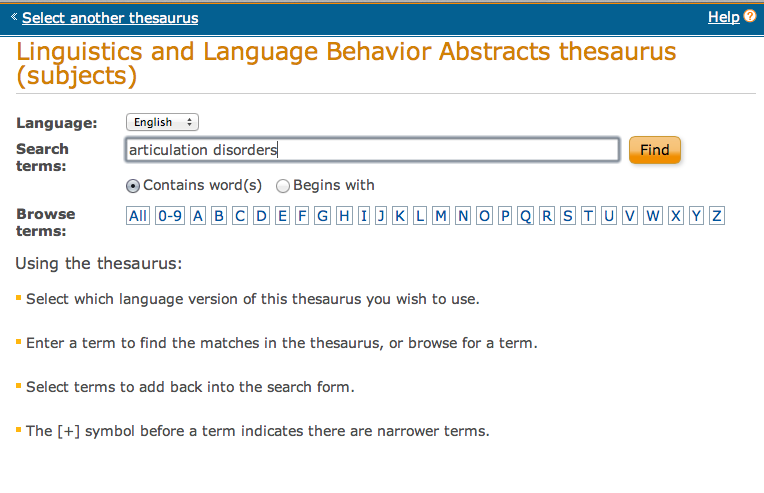 « Select another thesaurus Help ?
Linguistics and Language Behavior Abstracts thesaurus
(subjects)
Language: English
Search articulation disorders Find
terms:
Contains word(s) Begins with
Browse All 0-9 A B C D E F G H I J K L M N O P Q R S T U V W X Y Z
terms:
Using the thesaurus:
Select which language version of this thesaurus you wish to use.
Enter a term to find the matches in the thesaurus, or browse for a term.
Select terms to add back into the search form.
The [+] symbol before a term indicates there are narrower terms.